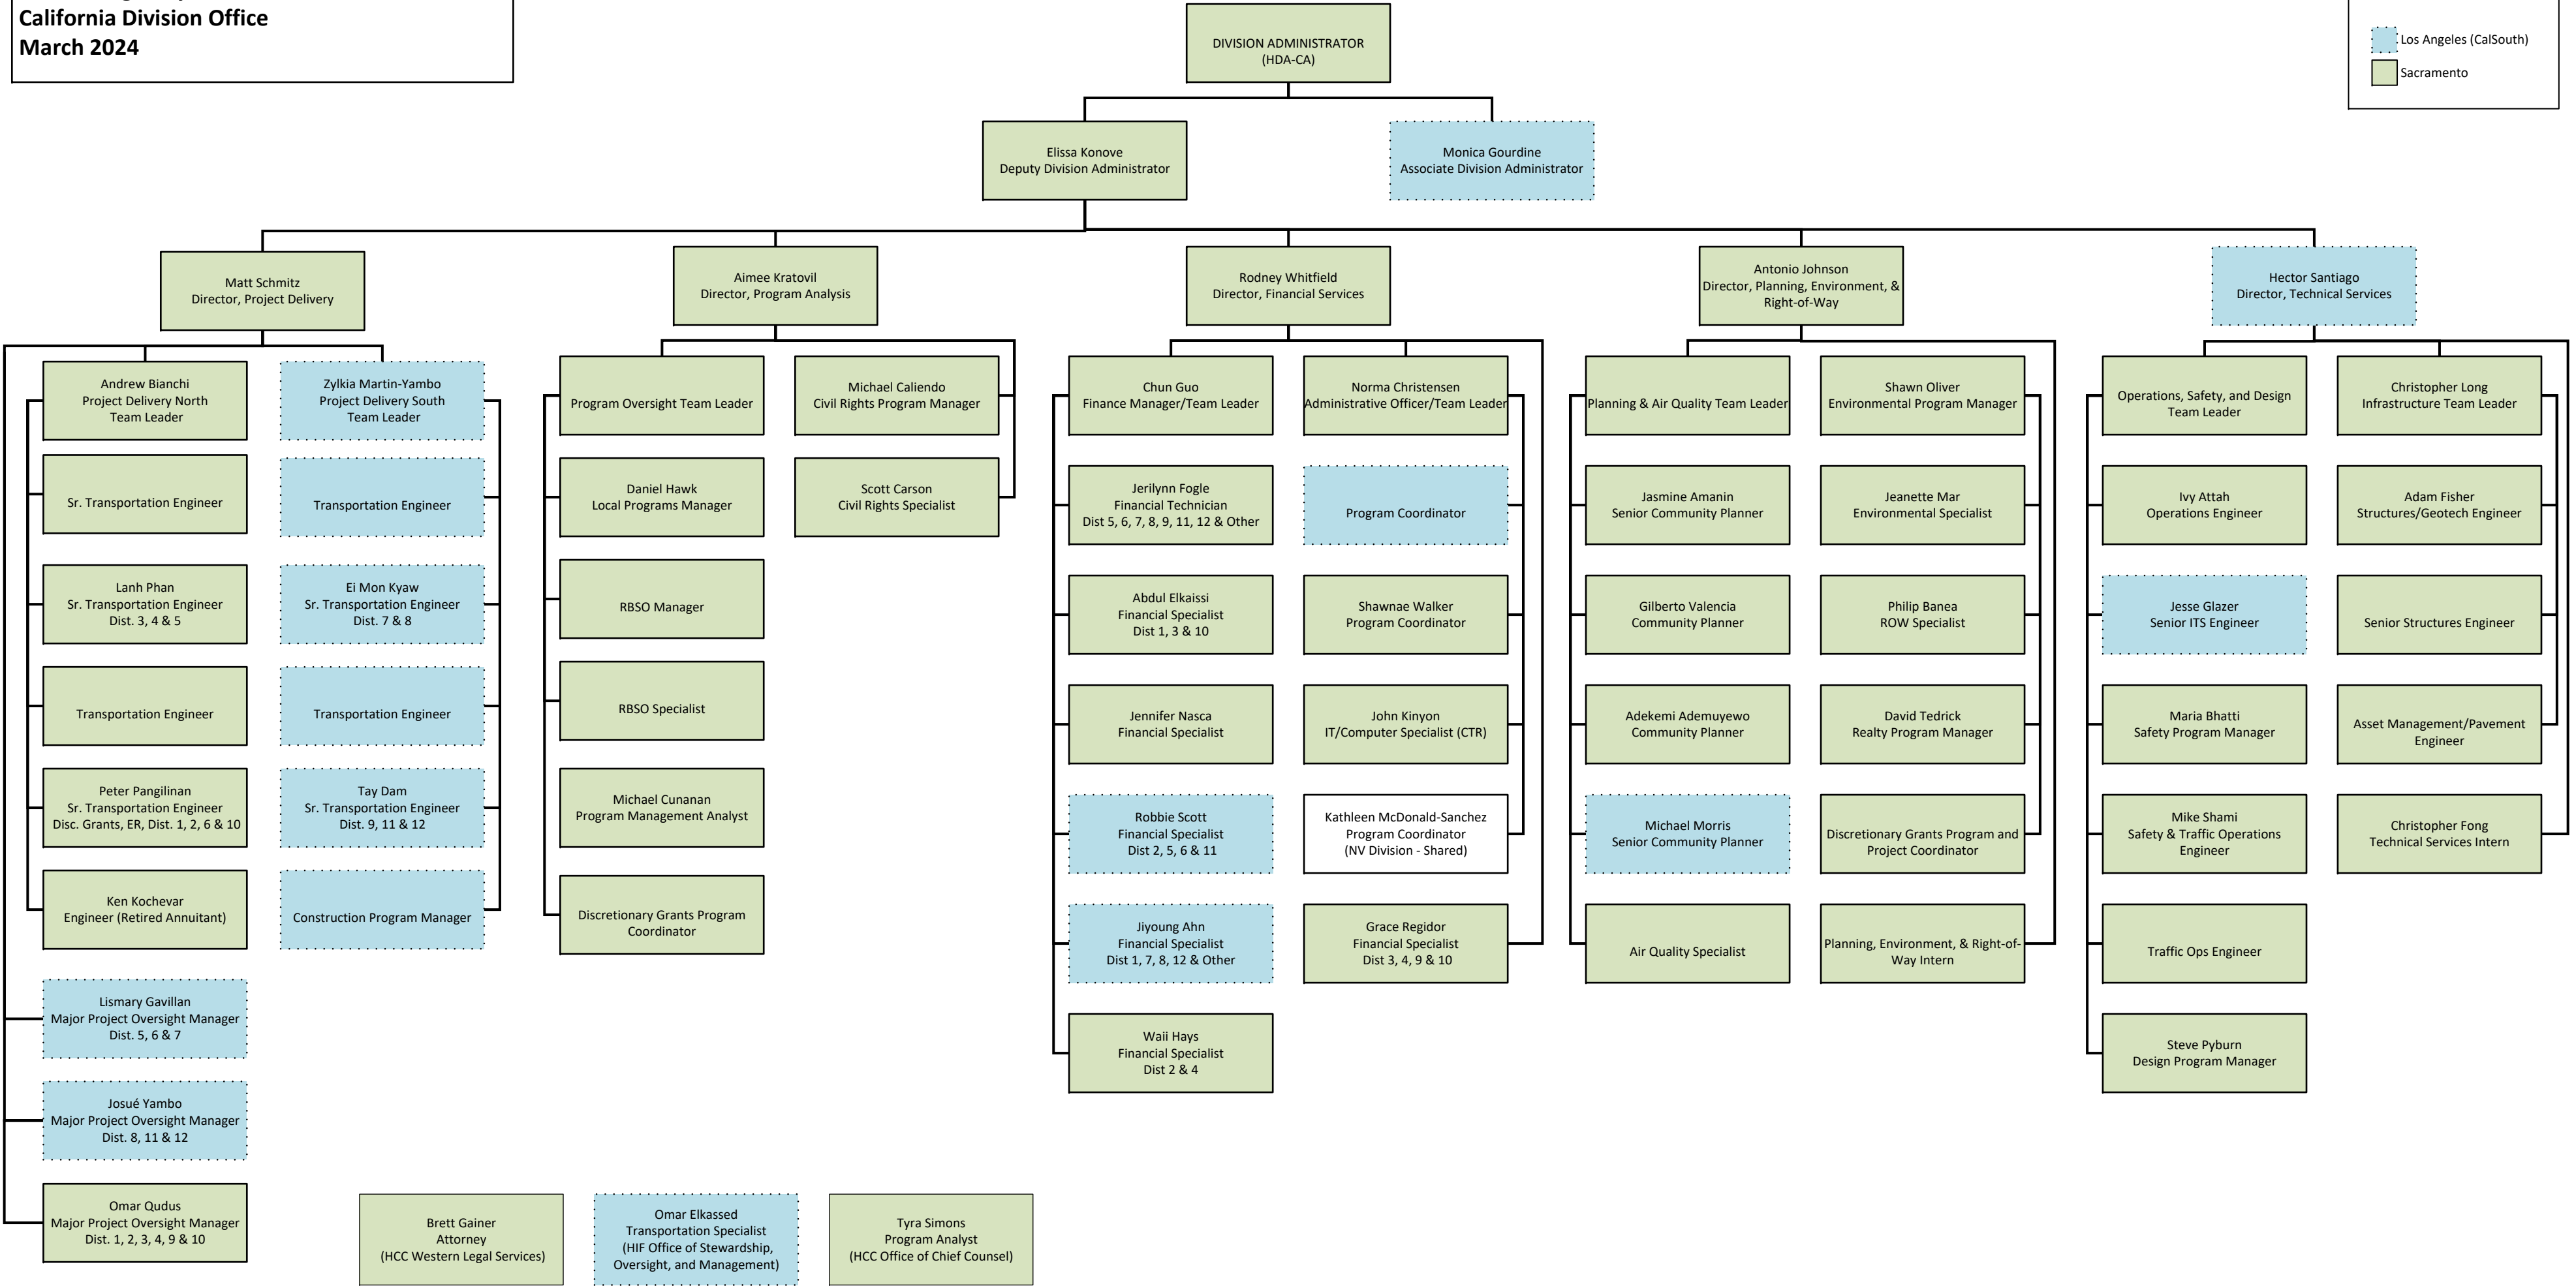 California Division Office
March 2024
Los Angeles (CalSouth)
Sacramento
DIVISION ADMINISTRATOR
(HDA-CA)
Elissa Konove
Deputy Division Administrator
Monica Gourdine
Associate Division Administrator
Matt Schmitz
Director, Project Delivery
Aimee Kratovil
Director, Program Analysis
Rodney Whitfield
Director, Financial Services
Antonio Johnson
Director, Planning, Environment, &
Right-of-Way
Hector Santiago
Director, Technical Services
Andrew Bianchi
Project Delivery North
Team Leader
Sr. Transportation Engineer
Lanh Phan
Sr. Transportation Engineer
Dist. 3, 4 & 5
Transportation Engineer
Peter Pangilinan
Sr. Transportation Engineer
Disc. Grants, ER, Dist. 1, 2, 6 & 10
Ken Kochevar
Engineer (Retired Annuitant)
Lismary Gavillan
Major Project Oversight Manager
Dist. 5, 6 & 7
Josué Yambo
Major Project Oversight Manager
Dist. 8, 11 & 12
Omar Qudus
Major Project Oversight Manager
Dist. 1, 2, 3, 4, 9 & 10
Zylkia Martin-Yambo
Project Delivery South
Team Leader
Transportation Engineer
Ei Mon Kyaw
Sr. Transportation Engineer
Dist. 7 & 8
Transportation Engineer
Tay Dam
Sr. Transportation Engineer
Dist. 9, 11 & 12
Construction Program Manager
Program Oversight Team Leader
Daniel Hawk
Local Programs Manager
RBSO Manager
RBSO Specialist
Michael Cunanan
Program Management Analyst
Discretionary Grants Program
Coordinator
Michael Caliendo
Civil Rights Program Manager
Scott Carson
Civil Rights Specialist
Chun Guo
Finance Manager/Team Leader
Jerilynn Fogle
Financial Technician
Dist 5, 6, 7, 8, 9, 11, 12 & Other
Abdul Elkaissi
Financial Specialist
Dist 1, 3 & 10
Jennifer Nasca
Financial Specialist
Robbie Scott
Financial Specialist
Dist 2, 5, 6 & 11
Jiyoung Ahn
Financial Specialist
Dist 1, 7, 8, 12 & Other
Waii Hays
Financial Specialist
Dist 2 & 4
Norma Christensen
Administrative Officer/Team Leader
Program Coordinator
Shawnae Walker
Program Coordinator
John Kinyon
IT/Computer Specialist (CTR)
Kathleen McDonald-Sanchez
Program Coordinator
(NV Division - Shared)
Grace Regidor
Financial Specialist
Dist 3, 4, 9 & 10
Planning & Air Quality Team Leader
Jasmine Amanin
Senior Community Planner
Gilberto Valencia
Community Planner
Adekemi Ademuyewo
Community Planner
Michael Morris
Senior Community Planner
Air Quality Specialist
Shawn Oliver
Environmental Program Manager
Jeanette Mar
Environmental Specialist
Philip Banea
ROW Specialist
David Tedrick
Realty Program Manager
Discretionary Grants Program and
Project Coordinator
Planning, Environment, & Right-of-
Way Intern
Operations, Safety, and Design
Team Leader
Ivy Attah
Operations Engineer
Jesse Glazer
Senior ITS Engineer
Maria Bhatti
Safety Program Manager
Mike Shami
Safety & Traffic Operations
Engineer
Traffic Ops Engineer
Steve Pyburn
Design Program Manager
Christopher Long
Infrastructure Team Leader
Adam Fisher
Structures/Geotech Engineer
Senior Structures Engineer
Asset Management/Pavement
Engineer
Christopher Fong
Technical Services Intern
Brett Gainer
Attorney
(HCC Western Legal Services)
Omar Elkassed
Transportation Specialist
(HIF Office of Stewardship,
Oversight, and Management)
Tyra Simons
Program Analyst
(HCC Office of Chief Counsel)